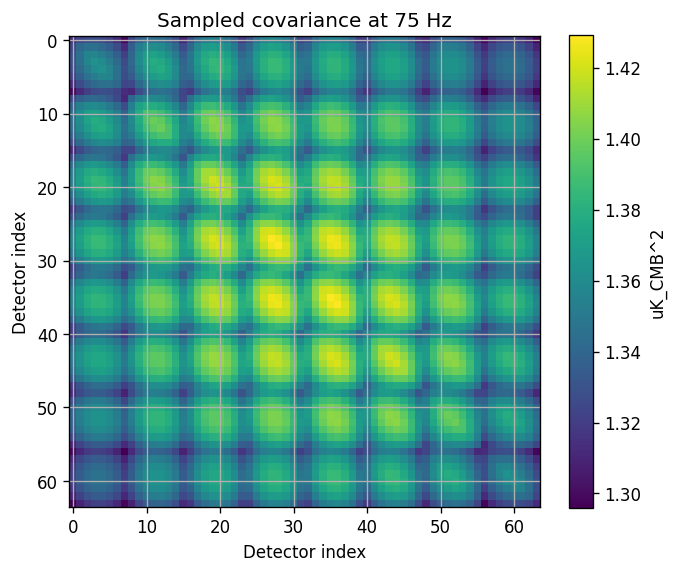 Sampled covariance at 75 Hz
0
10
20
30
40
50
60
Detector index
0 10 20 30 40 50 60
Detector index
1.42
1.40
1.38
1.36
1.34
1.32
1.30
uK_CMB^2